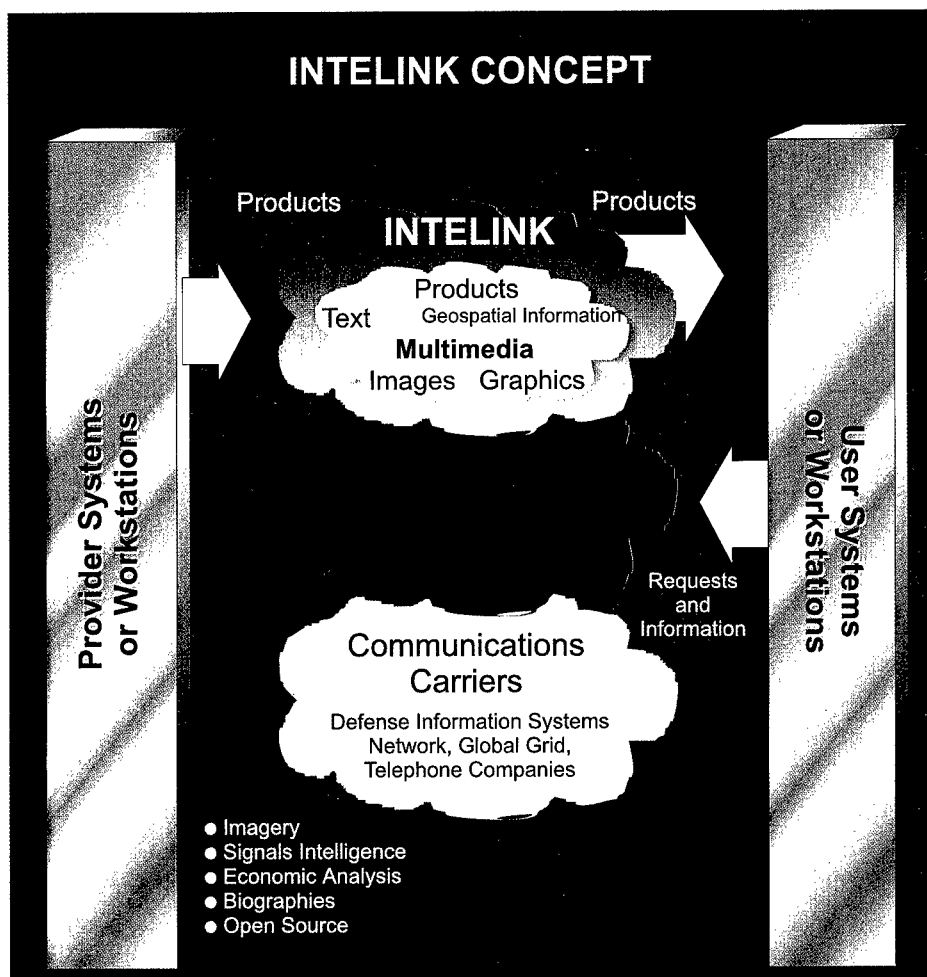 INTELINK CONCEPT
Products
Products
INTELINK
Products
Text
Geospatial Information
Multimedia
Images Graphics
Provider Systems
or Workstations
User Systems
or Workstations
Requests
and
Information
Communications
Carriers
Defense Information Systems
Network, Global Grid,
Telephone Companies
● Imagery
● Signals Intelligence
● Economic Analysis
● Biographies
● Open Source